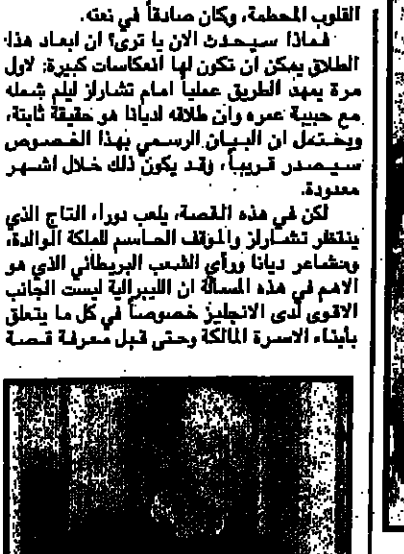 القلوب المحطمة، وكان صادقاً في نعته.
فماذا سيحدث الان يا ترى؟ ان ابعاد هذا
الطلاق يمكن ان تكون لها انعكاسات كبيرة: لاول
مرة يمهد الطريق عملياً امام تشارلز ليلم شمله
مع حبيبة عمره وان طلاقه لديانا هو حقيقة ثابتة،
ويحتمل ان البيان الرسمي بهذا الخصوص
سيصدر قريباً، وقد يكون ذلك خلال اشهر
معدودة.
لكن في هذه القصة، يلعب دوراً، التاج الذي
ينتظر تشارلز والموقف الحاسم للملكة الوالدة،
ومشاعر ديانا ورأي الشعب البريطاني الذي هو
الاهم في هذه المسألة ان الليبرالية ليست الجانب
الاقوى لدى الانجليز خصوصاً في كل ما يتعلق
بأبناء الاسرة المالكة وحتى قبل معرفة قصة